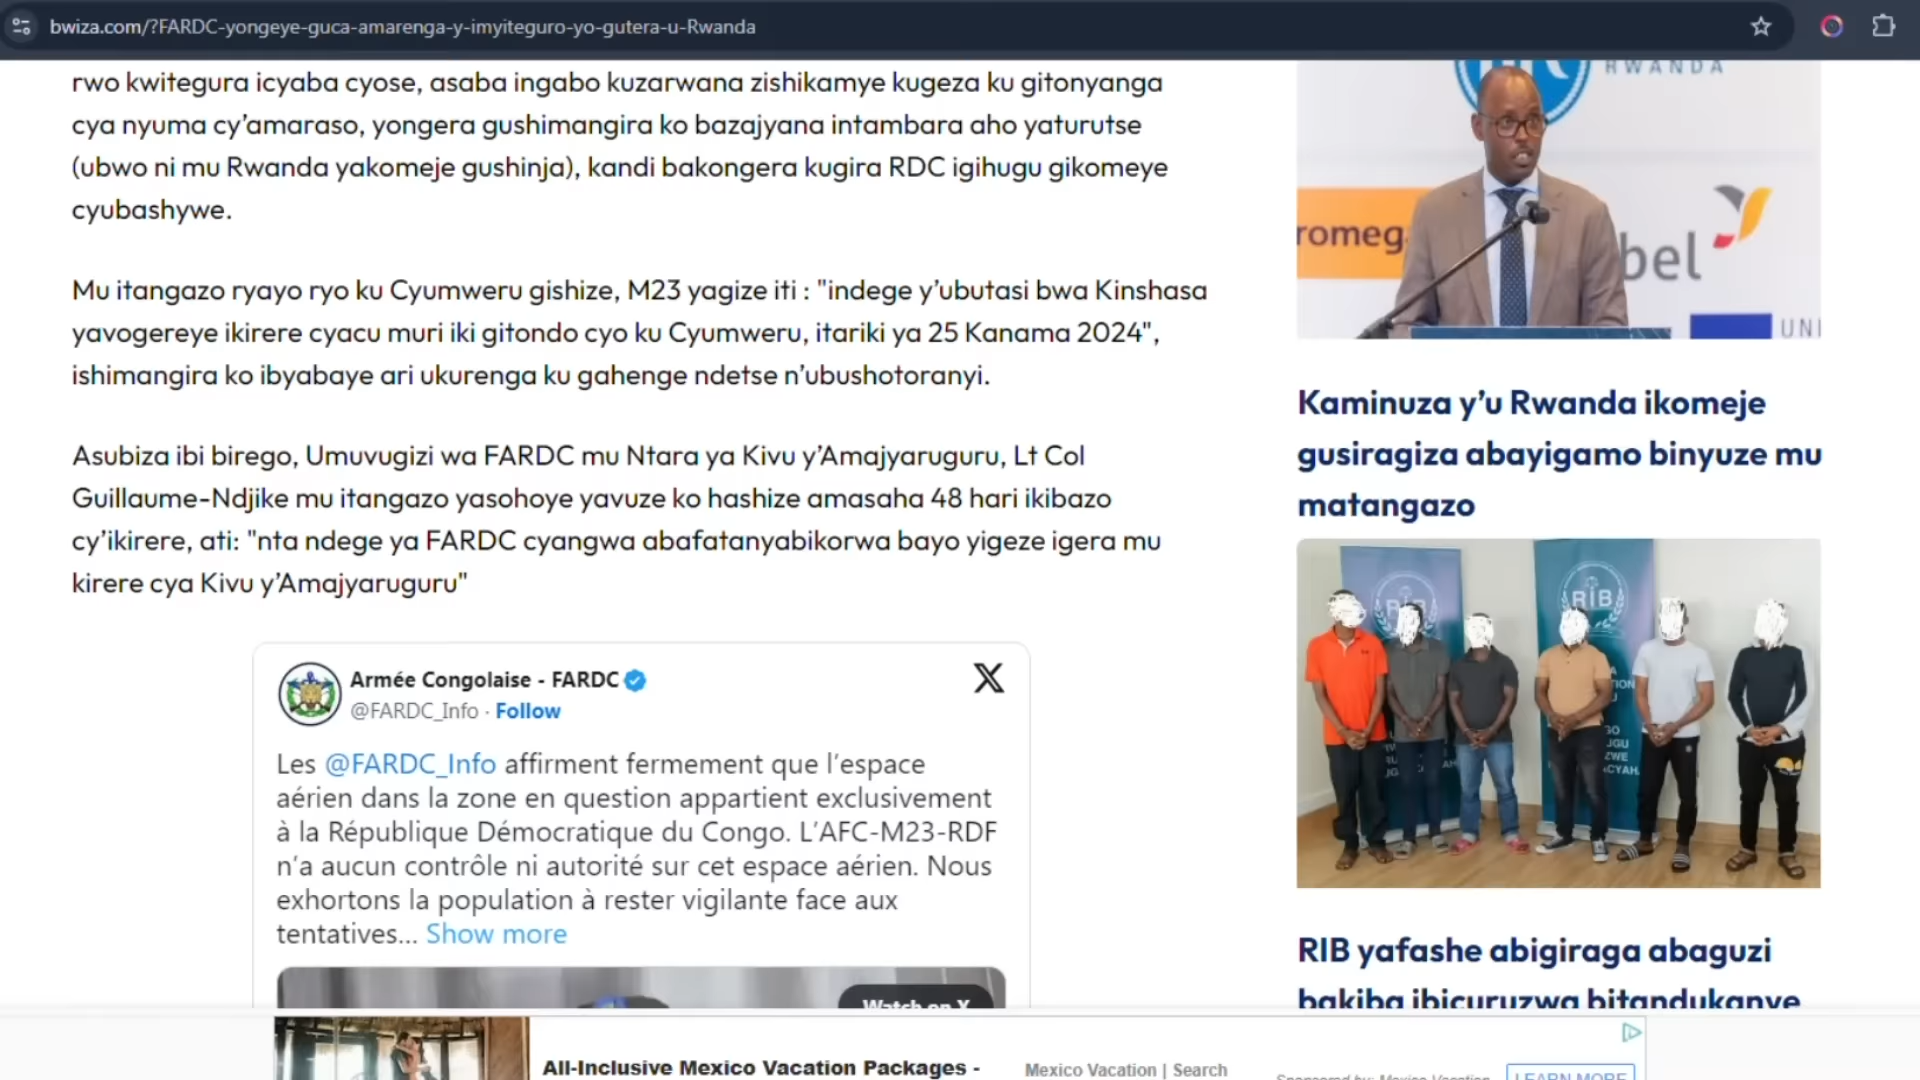 bwiza.com/?FARDC-yongeye-guca-amarenga-y-imyiteguro-yo-gutera-u-Rwanda
rwo kwitegura icyaba cyose, asaba ingabo kuzarwana zishikamye kugeza ku gitonyanga
cya nyuma cy’amaraso, yongera gushimangira ko bazajyana intambara aho yaturutse
(ubwo ni mu Rwanda yakomeje gushinja), kandi bakongera kugira RDC igihugu gikomeye
cyubashywe.
Mu itangazo ryayo ryo ku Cyumweru gishize, M23 yagize iti : "indege y’ubutasi bwa Kinshasa
yavogereye ikirere cyacu muri iki gitondo cyo ku Cyumweru, itariki ya 25 Kanama 2024",
ishimangira ko ibyabaye ari ukurenga ku gahenge ndetse n’ubushotoranyi.
Asubiza ibi birego, Umuvugizi wa FARDC mu Ntara ya Kivu y’Amajyaruguru, Lt Col
Guillaume-Ndjike mu itangazo yasohoye yavuze ko hashize amasaha 48 hari ikibazo
cy’ikirere, ati: "nta ndege ya FARDC cyangwa abafatanyabikorwa bayo yigeze igera mu
kirere cya Kivu y’Amajyaruguru"
Armée Congolaise - FARDC
@FARDC_Info · Follow
Les @FARDC_Info affirment fermement que l’espace
aérien dans la zone en question appartient exclusivement
à la République Démocratique du Congo. L’AFC-M23-RDF
n’a aucun contrôle ni autorité sur cet espace aérien. Nous
exhortons la population à rester vigilante face aux
tentatives... Show more
Watch on X
RWANDA
romeg
bel
UNI
Kaminuza y’u Rwanda ikomeje
gusiragiza abayigamo binyuze mu
matangazo
RIB
RIB yafashe abigiraga abaguzi
bakiba ibicuruzwa bitandukanye
All-Inclusive Mexico Vacation Packages -
Mexico Vacation | Search
Sponsored by: Mexico Vacation
LEARN MORE